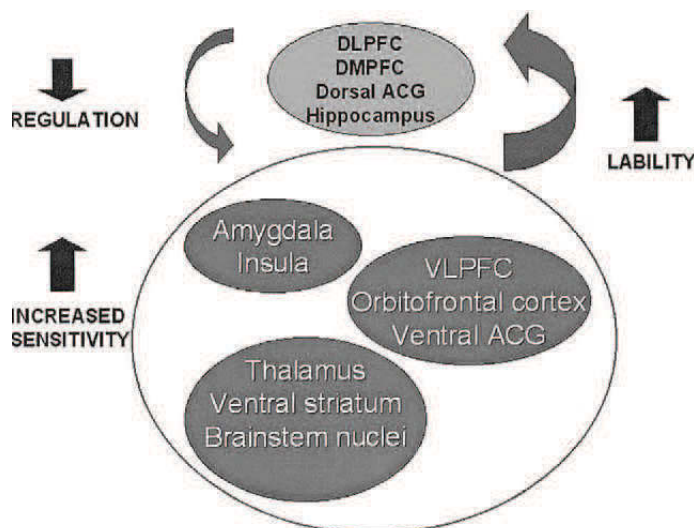 DLPFC
DMPFC
Dorsal ACG
Hippocampus
REGULATION
LABILITY
Amygdala
Insula
VLPFC
Orbitofrontal cortex
Ventral ACG
INCREASED
SENSITIVITY
Thalamus
Ventral striatum
Brainstem nuclei